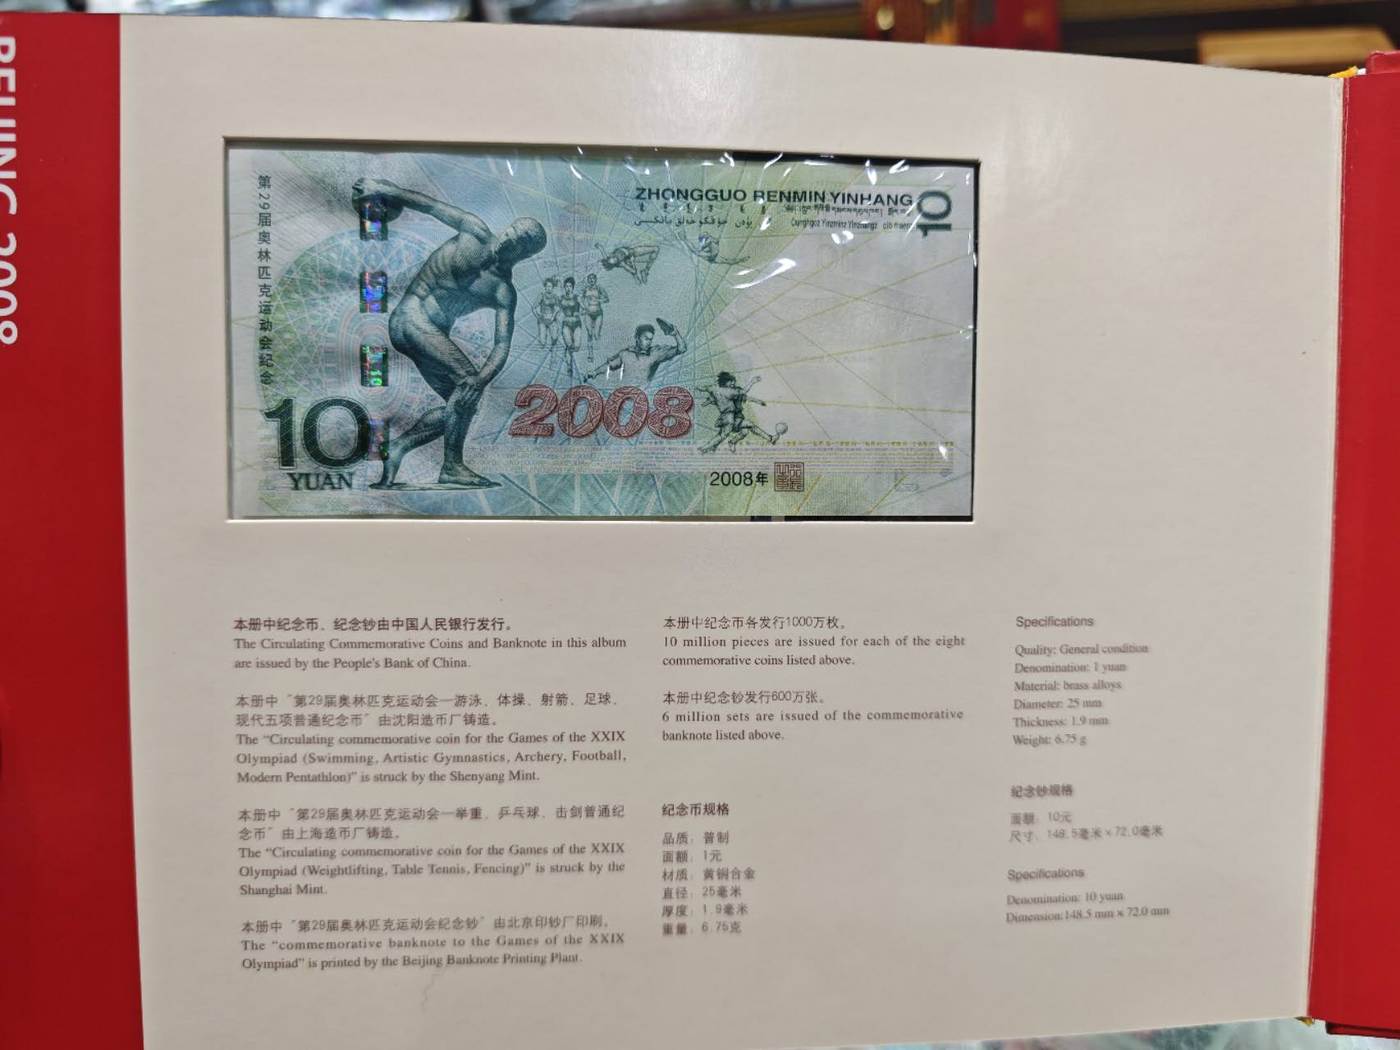 BEIJING 2008
第29届奥林匹克运动会纪念
ZHONGGUO RENMIN YINHANG
10
10
YUAN
2008
2008年
本册中纪念币、纪念钞由中国人民银行发行。
The Circulating Commemorative Coins and Banknote in this album
are issued by the People's Bank of China.
本册中“第29届奥林匹克运动会—游泳、体操、射箭、足球、
现代五项普通纪念币”由沈阳造币厂铸造。
The “Circulating commemorative coin for the Games of the XXIX
Olympiad (Swimming, Artistic Gymnastics, Archery, Football,
Modern Pentathlon)” is struck by the Shenyang Mint.
本册中“第29届奥林匹克运动会—举重、乒乓球、击剑普通纪
念币”由上海造币厂铸造。
The “Circulating commemorative coin for the Games of the XXIX
Olympiad (Weightlifting, Table Tennis, Fencing)” is struck by the
Shanghai Mint.
本册中“第29届奥林匹克运动会纪念钞”由北京印钞厂印刷。
The “commemorative banknote to the Games of the XXIX
Olympiad” is printed by the Beijing Banknote Printing Plant.
本册中纪念币各发行1000万枚。
10 million pieces are issued for each of the eight
commemorative coins listed above.
本册中纪念钞发行600万张。
6 million sets are issued of the commemorative
banknote listed above.
纪念币规格
品质：普制
面额：1元
材质：黄铜合金
直径：25毫米
厚度：1.9毫米
重量：6.75克
Specifications
Quality: General condition
Denomination: 1 yuan
Material: brass alloys
Diameter: 25 mm
Thickness: 1.9 mm
Weight: 6.75 g
纪念钞规格
面额：10元
尺寸：148.5毫米×72.0毫米
Specifications
Denomination: 10 yuan
Dimension:148.5 mm x 72.0 mm